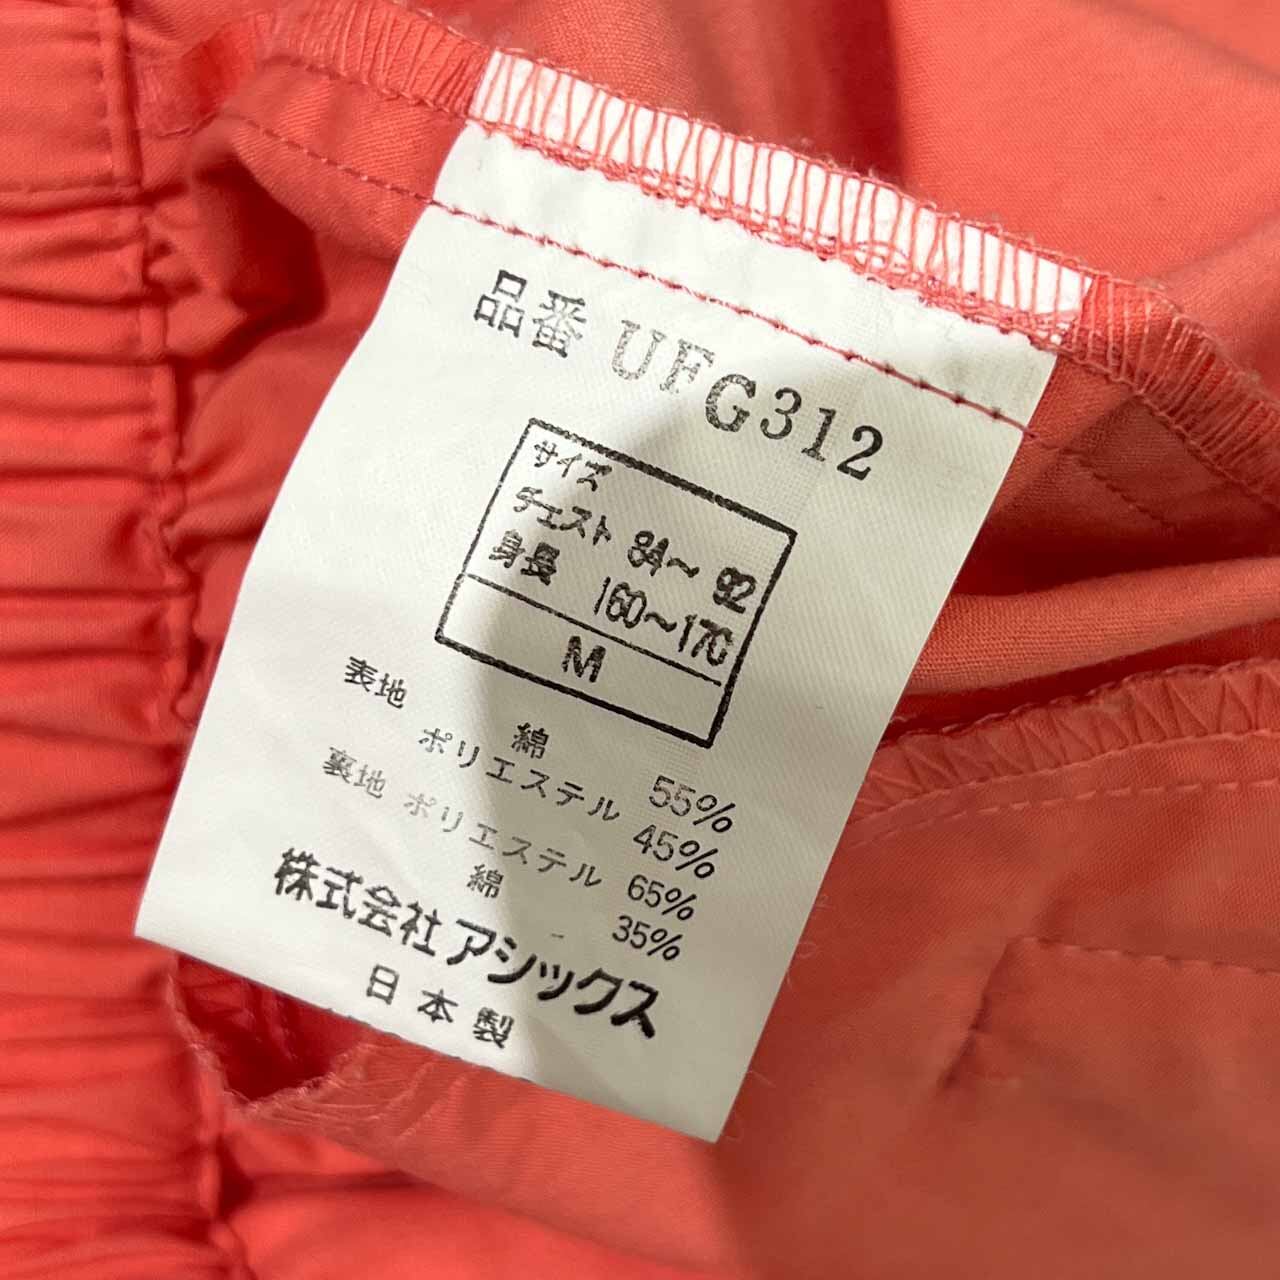 品番 UFG312
サイズ
チェスト 84～92
身長 160～170
M
表地 綿 55%
ポリエステル 45%
裏地 ポリエステル 65%
綿 35%
株式会社アシックス
日本製